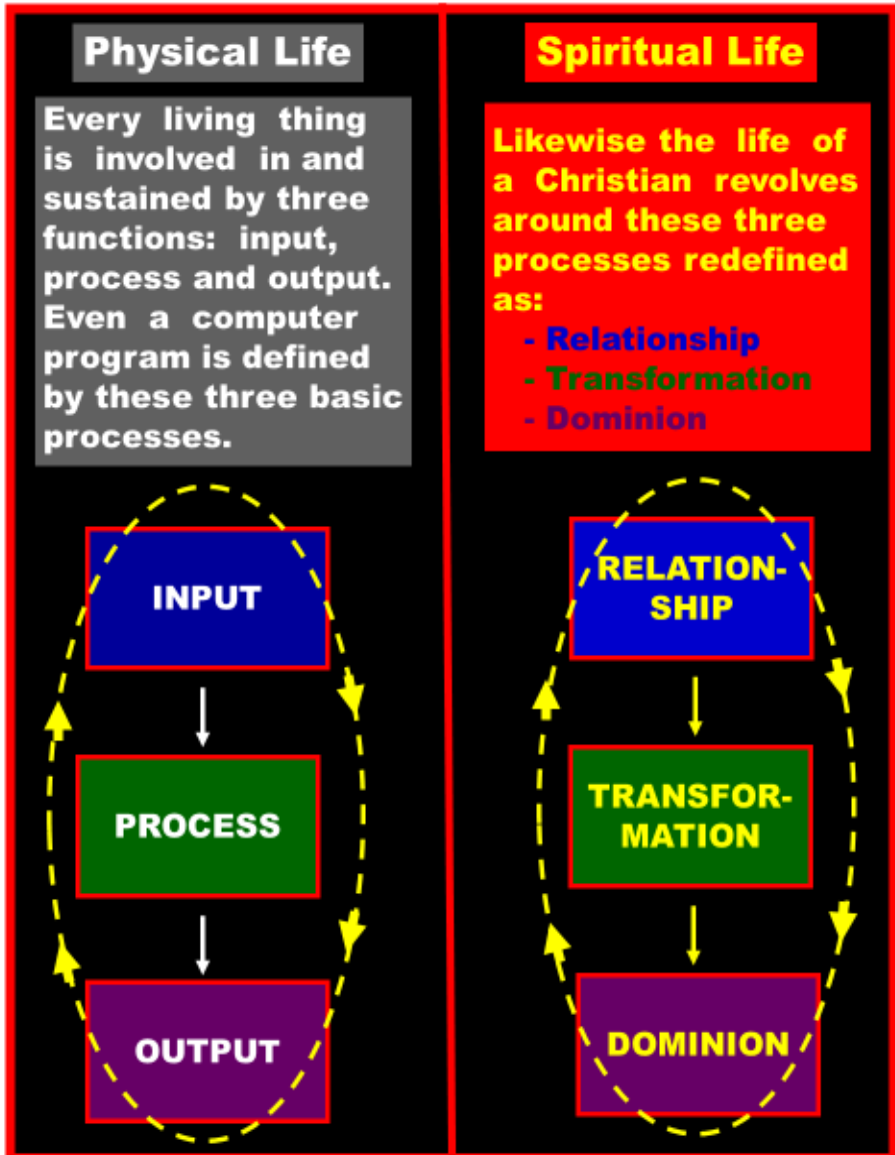 Physical Life
Every living thing
is involved in and
sustained by three
functions: input,
process and output.
Even a computer
program is defined
by these three basic
processes.
INPUT
PROCESS
OUTPUT
Spiritual Life
Likewise the life of
a Christian revolves
around these three
processes redefined
as:
- Relationship
- Transformation
- Dominion
RELATION-
SHIP
TRANSFOR-
MATION
DOMINION